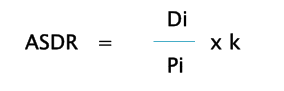 Di
ASDR = x k
Pi